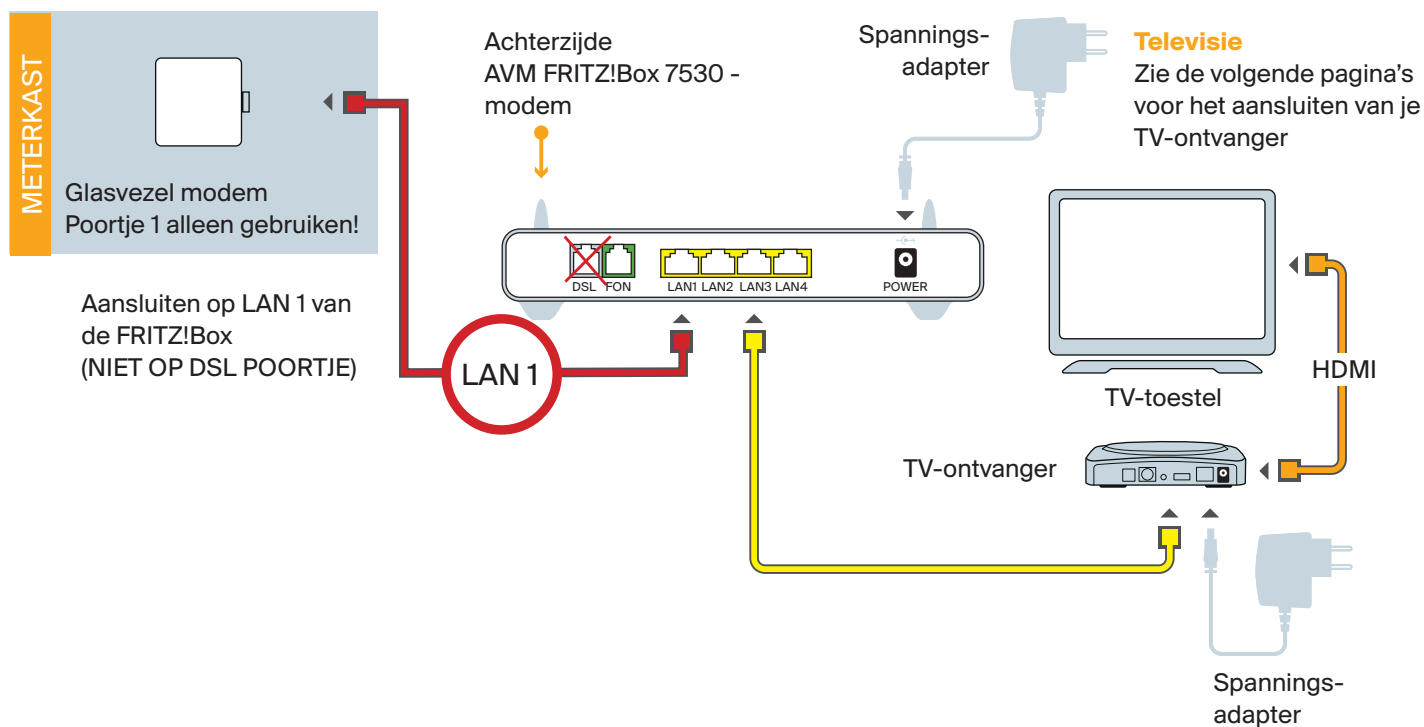 METERKAST
Glasvezel modem
Poortje 1 alleen gebruiken!
Aansluiten op LAN 1 van
de FRITZ!Box
(NIET OP DSL POORTJE)
LAN 1
Achterzijde
AVM FRITZ!Box 7530 -
modem
Spannings-
adapter
DSL FON LAN1 LAN2 LAN3 LAN4 POWER
Televisie
Zie de volgende pagina's
voor het aansluiten van je
TV-ontvanger
HDMI
TV-toestel
TV-ontvanger
Spannings-
adapter